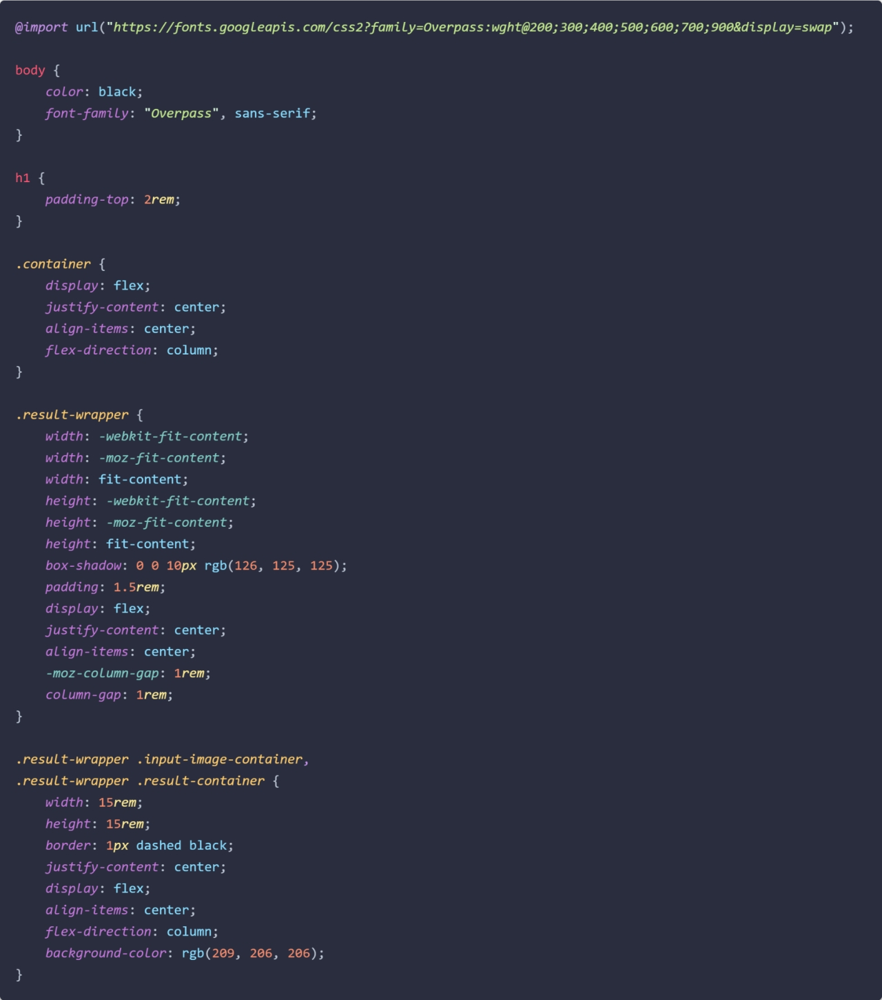 @import url("https://fonts.googleapis.com/css2?family=Overpass:wght@200;300;400;500;600;700;900&display=swap");

body {
    color: black;
    font-family: "Overpass", sans-serif;
}

h1 {
    padding-top: 2rem;
}

.container {
    display: flex;
    justify-content: center;
    align-items: center;
    flex-direction: column;
}

.result-wrapper {
    width: -webkit-fit-content;
    width: -moz-fit-content;
    width: fit-content;
    height: -webkit-fit-content;
    height: -moz-fit-content;
    height: fit-content;
    box-shadow: 0 0 10px rgb(126, 125, 125);
    padding: 1.5rem;
    display: flex;
    justify-content: center;
    align-items: center;
    -moz-column-gap: 1rem;
    column-gap: 1rem;
}

.result-wrapper .input-image-container,
.result-wrapper .result-container {
    width: 15rem;
    height: 15rem;
    border: 1px dashed black;
    justify-content: center;
    display: flex;
    align-items: center;
    flex-direction: column;
    background-color: rgb(209, 206, 206);
}